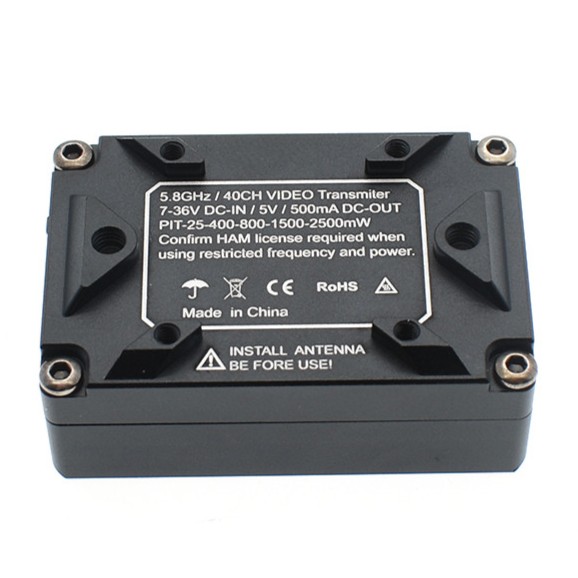 5.8GHz / 40CH VIDEO Transmiter
7-36V DC-IN / 5V / 500mA DC-OUT
PIT-25-400-800-1500-2500mW
Confirm HAM license required when
using restricted frequency and power.
CE RoHS
Made in China
INSTALL ANTENNA
BE FORE USE!